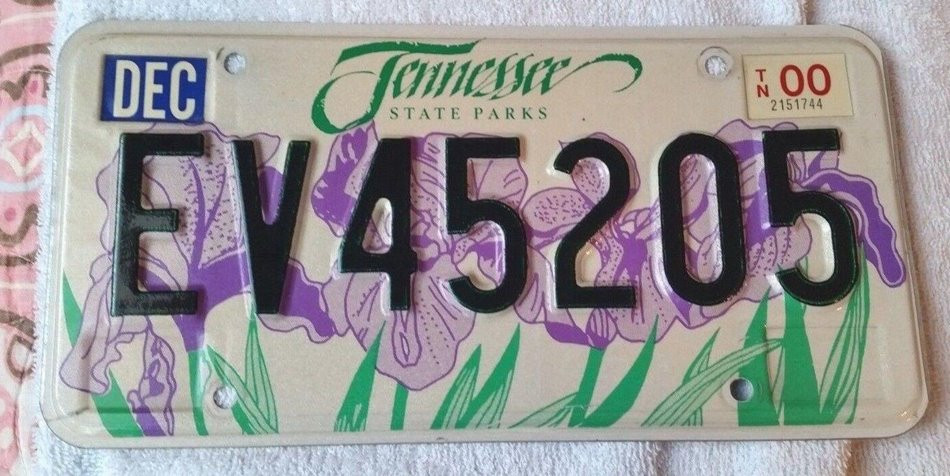 DEC
Tennessee
STATE PARKS
TN 00
2151744
EV45205